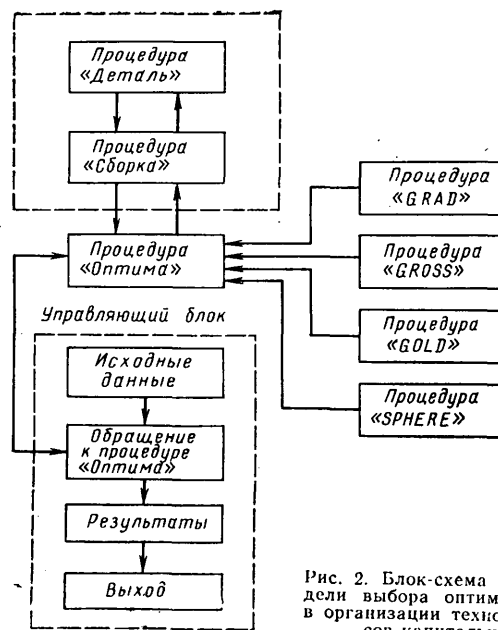 Процедура
«Деталь»
Процедура
«Сборка»
Процедура
«Оптима»
Процедура
«GRAD»
Процедура
«GROSS»
Процедура
«GOLD»
Процедура
«SPHERE»
Управляющий блок
Исходные
данные
Обращение
к процедуре
«Оптима»
Результаты
Выход
Рис. 2. Блок-схема
дели выбора оптим
в организации техно